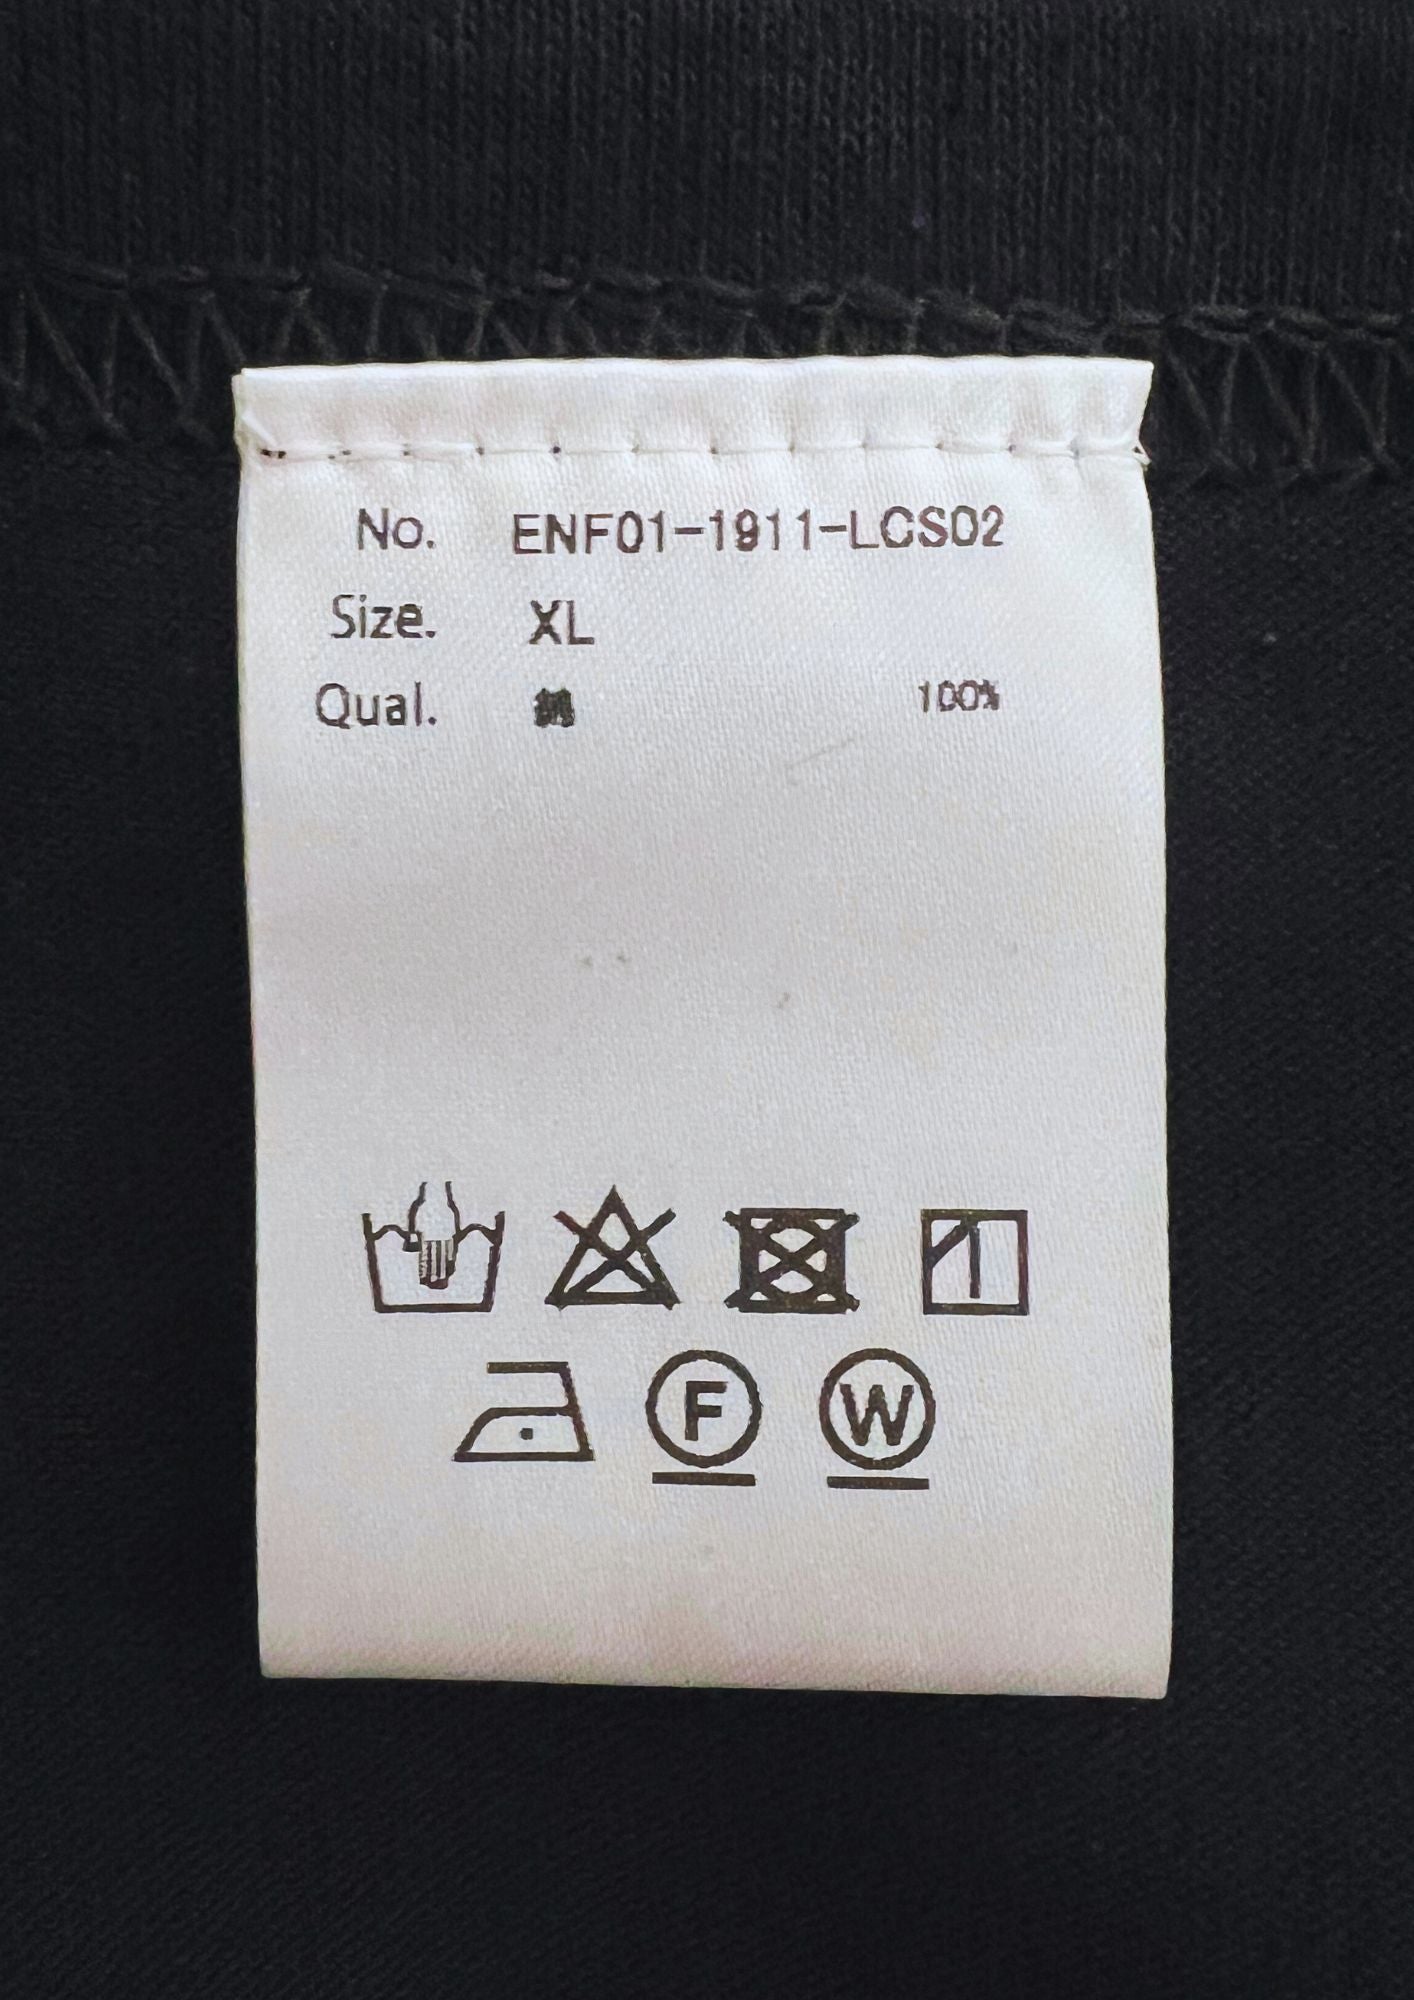 No. ENF01-1911-LCS02
Size. XL
Qual. 綿 100%
F W